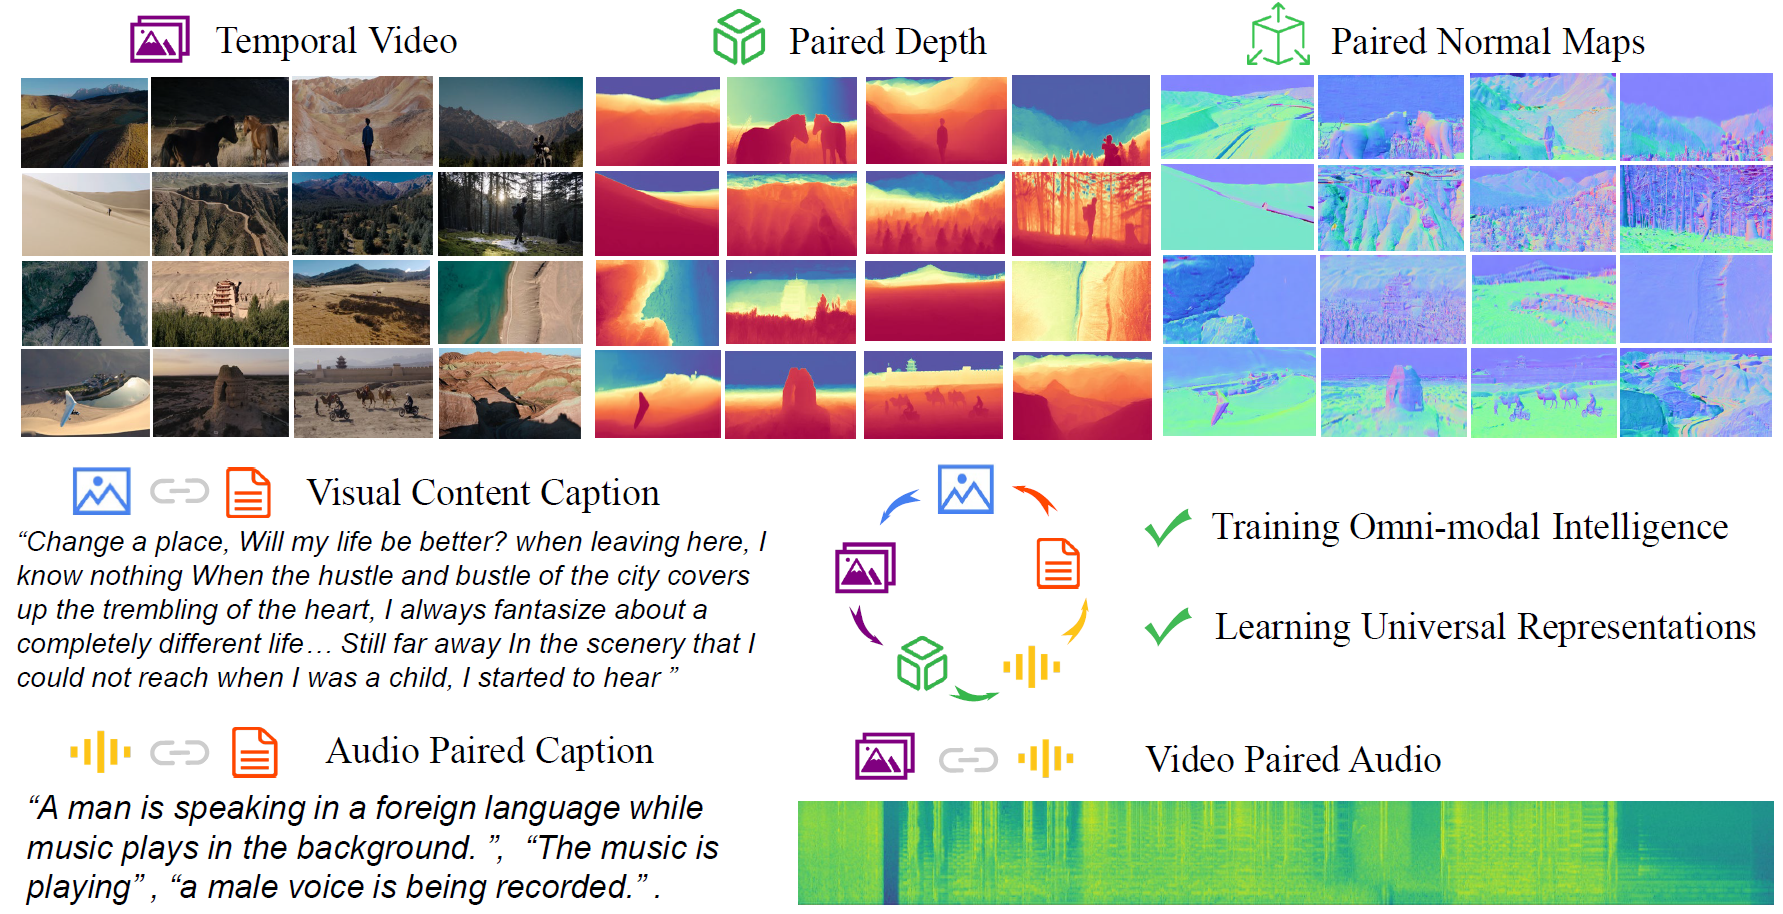 Temporal Video
Paired Depth
Paired Normal Maps
Visual Content Caption
“Change a place, Will my life be better? when leaving here, I
know nothing When the hustle and bustle of the city covers
up the trembling of the heart, I always fantasize about a
completely different life… Still far away In the scenery that I
could not reach when I was a child, I started to hear ”
Training Omni-modal Intelligence
Learning Universal Representations
Audio Paired Caption
“A man is speaking in a foreign language while
music plays in the background. ”, “The music is
playing” , “a male voice is being recorded.” .
Video Paired Audio